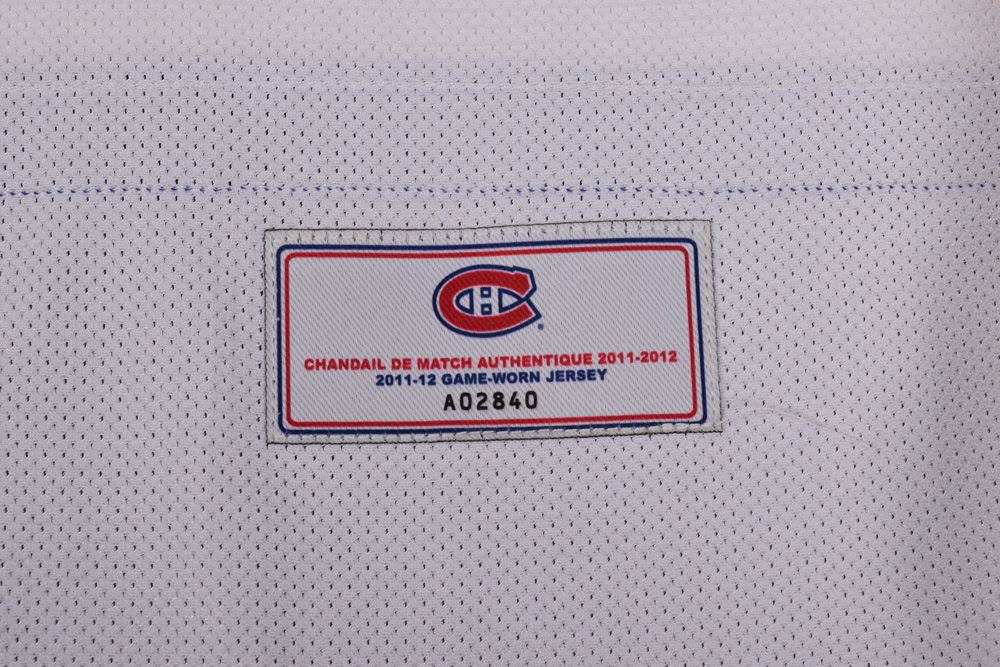 CHANDAIL DE MATCH AUTHENTIQUE 2011-2012
2011-12 GAME-WORN JERSEY
A02840